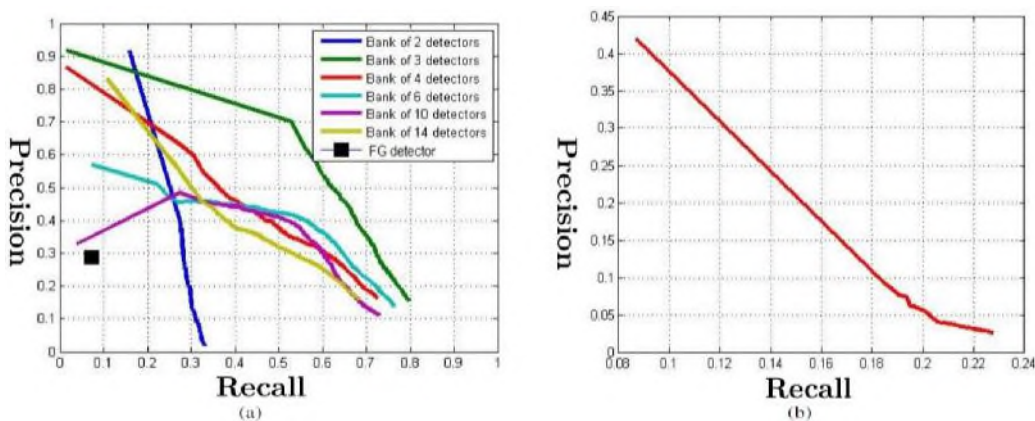 1
0.9
0.8
0.7
0.6
0.5
0.4
0.3
0.2
0.1
0
Precision
Bank of 2 detectors
Bank of 3 detectors
Bank of 4 detectors
Bank of 6 detectors
Bank of 10 detectors
Bank of 14 detectors
FG detector
0 0.1 0.2 0.3 0.4 0.5 0.6 0.7 0.8 0.9 1
Recall
(a)
0.45
0.4
0.35
0.3
0.25
0.2
0.15
0.1
0.05
0
Precision
0.08 0.1 0.12 0.14 0.16 0.18 0.2 0.22 0.24
Recall
(b)